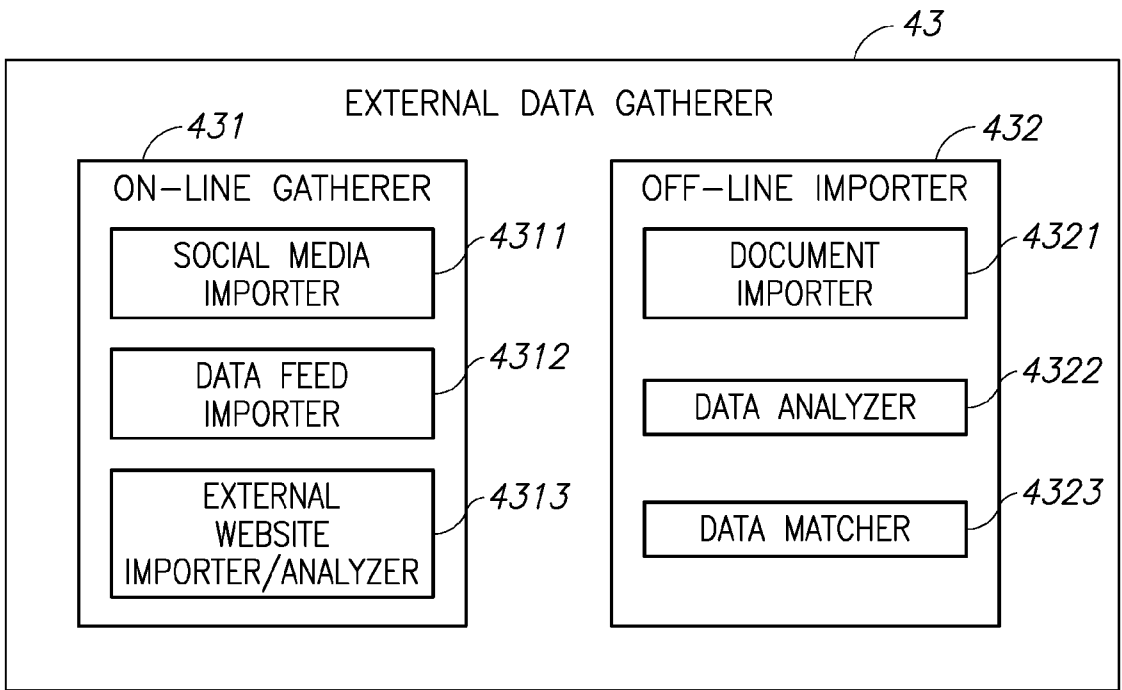 43
EXTERNAL DATA GATHERER
431
ON-LINE GATHERER
SOCIAL MEDIA
IMPORTER
4311
DATA FEED
IMPORTER
4312
EXTERNAL
WEBSITE
IMPORTER/ANALYZER
4313
432
OFF-LINE IMPORTER
DOCUMENT
IMPORTER
4321
DATA ANALYZER
4322
DATA MATCHER
4323